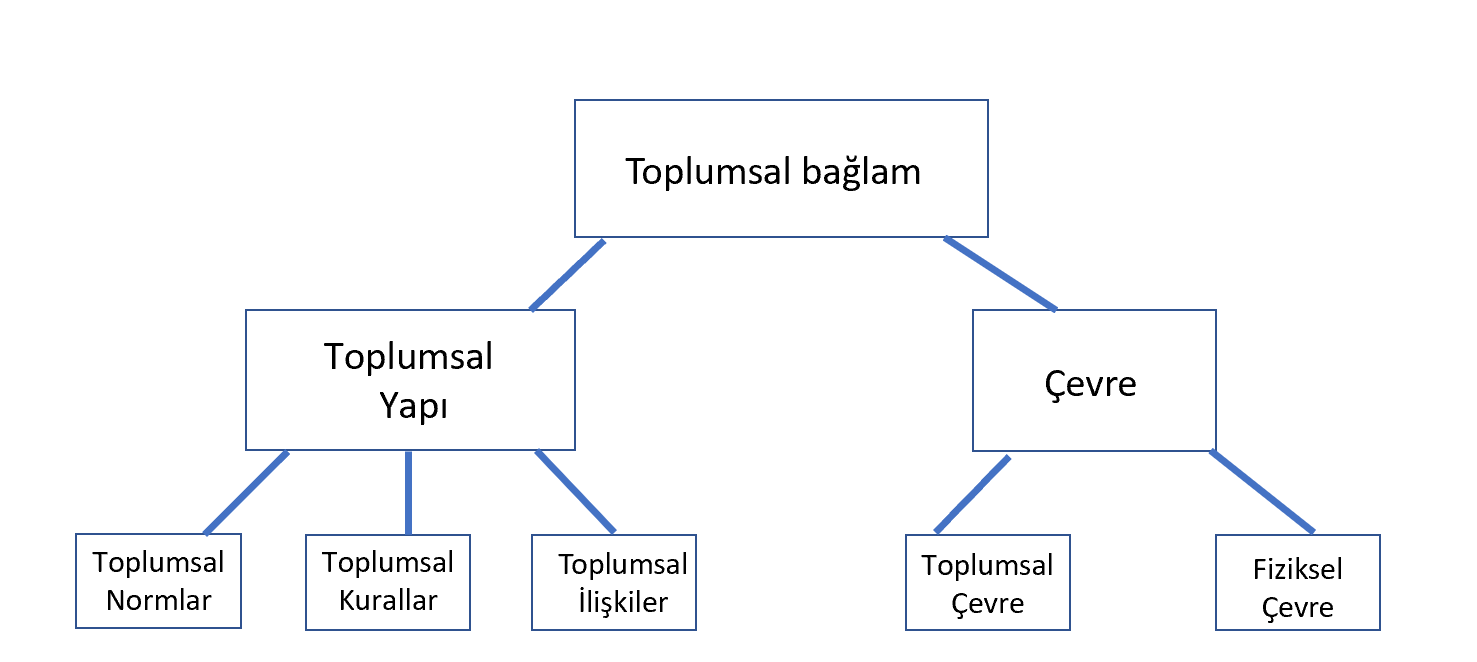 Toplumsal bağlam
Toplumsal
Yapı
Çevre
Toplumsal
Normlar
Toplumsal
Kurallar
Toplumsal
İlişkiler
Toplumsal
Çevre
Fiziksel
Çevre